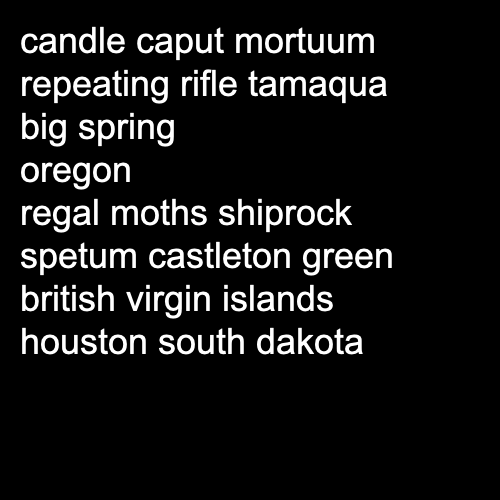 candle caput mortuum
repeating rifle tamaqua
big spring
oregon
regal moths shiprock
spetum castleton green
british virgin islands
houston south dakota